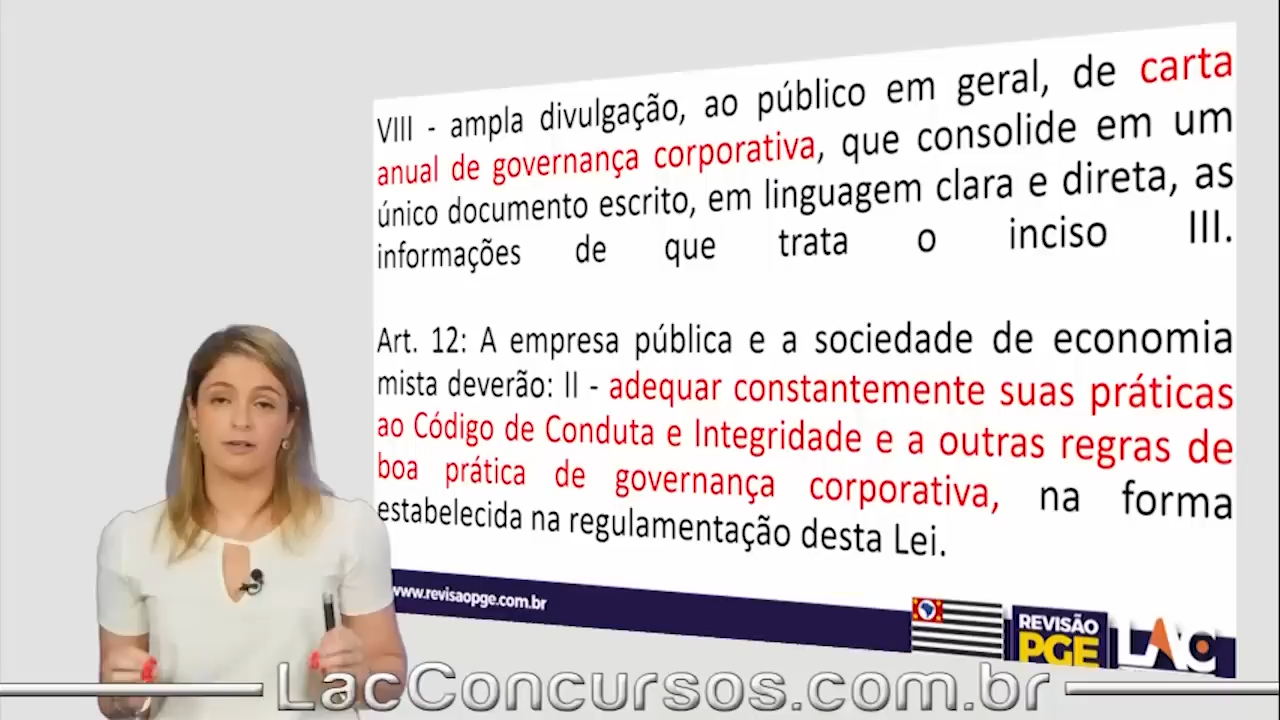 VIII - ampla divulgação, ao público em geral, de carta
anual de governança corporativa, que consolide em um
único documento escrito, em linguagem clara e direta, as
informações de que trata o inciso III.
Art. 12: A empresa pública e a sociedade de economia
mista deverão: II - adequar constantemente suas práticas
ao Código de Conduta e Integridade e a outras regras de
boa prática de governança corporativa, na forma
estabelecida na regulamentação desta Lei.
www.revisaopge.com.br
REVISÃO
PGE
LAC
LacConcursos.com.br